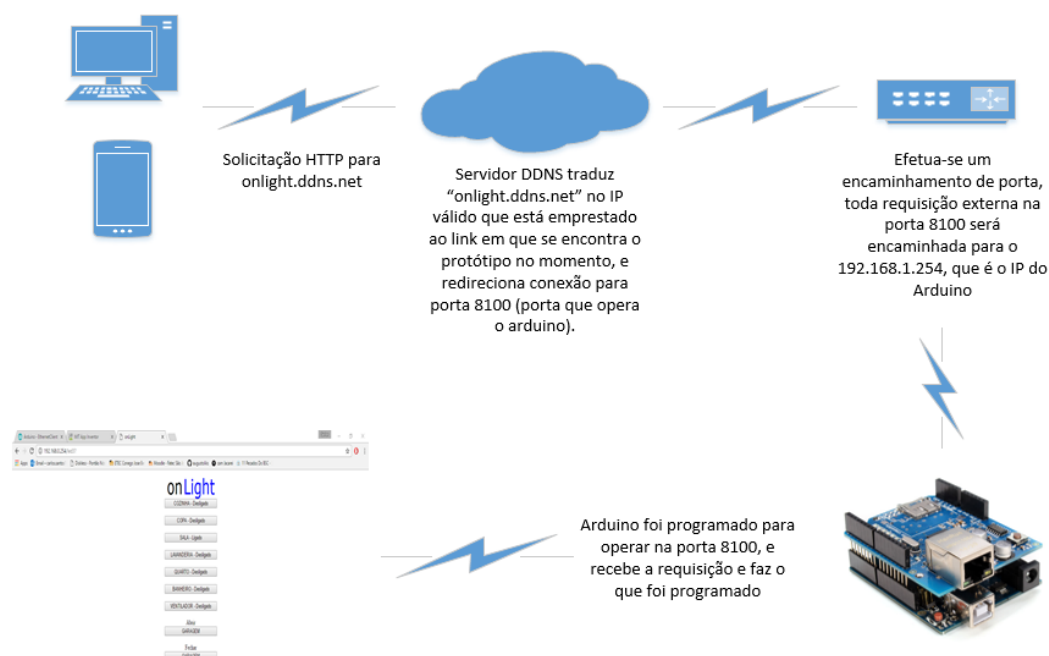 Solicitação HTTP para
onlight.ddns.net
Servidor DDNS traduz
“onlight.ddns.net” no IP
válido que está emprestado
ao link em que se encontra o
protótipo no momento, e
redireciona conexão para
porta 8100 (porta que opera
o arduino).
Efetua-se um
encaminhamento de porta,
toda requisição externa na
porta 8100 será
encaminhada para o
192.168.1.254, que é o IP do
Arduino
onLight
COZINHA - Desligado
COPA - Desligado
SALA - Ligado
LAVANDERIA - Desligado
QUARTO - Desligado
BANHEIRO - Desligado
VENTILADOR - Desligado
Abrir
GARAGEM
Fechar
GARAGEM
Arduino foi programado para
operar na porta 8100, e
recebe a requisição e faz o
que foi programado